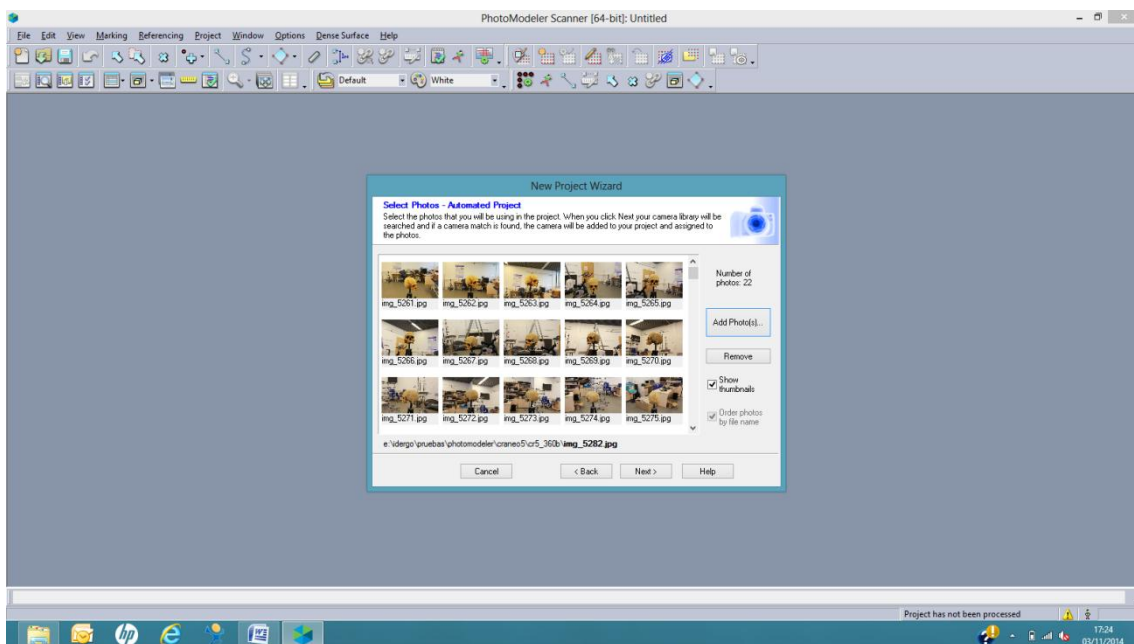 PhotoModeler Scanner [64-bit]: Untitled
File Edit View Marking Referencing Project Window Options Dense Surface Help
Default White
New Project Wizard
Select Photos - Automated Project
Select the photos that you will be using in the project. When you click Next your camera library will be
searched and if a camera match is found, the camera will be added to your project and assigned to
the photos.
Number of
photos: 22
img_5261.jpg img_5262.jpg img_5263.jpg img_5264.jpg img_5265.jpg
Add Photo(s)...
img_5266.jpg img_5267.jpg img_5268.jpg img_5269.jpg img_5270.jpg
Remove
Show
thumbnails
img_5271.jpg img_5272.jpg img_5273.jpg img_5274.jpg img_5275.jpg
Order photos
by file name
e:\idergo\pruebas\photomodeler\craneo5\cr5_360b\img_5282.jpg
Cancel < Back Next > Help
Project has not been processed
hp
17:24
03/11/2014